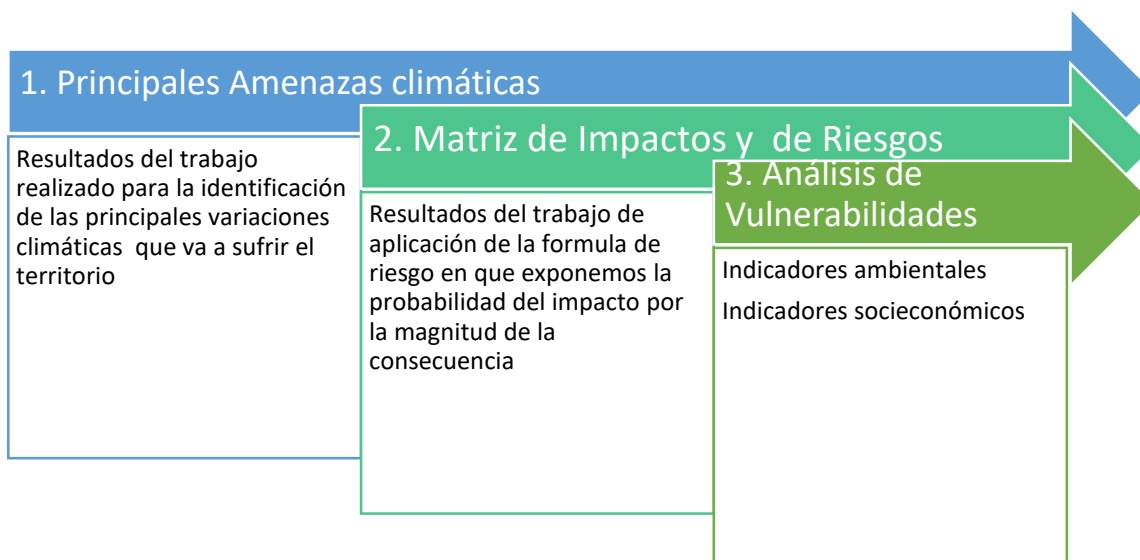 1. Principales Amenazas climáticas
Resultados del trabajo
realizado para la identificación
de las principales variaciones
climáticas que va a sufrir el
territorio
2. Matriz de Impactos y de Riesgos
Resultados del trabajo de
aplicación de la formula de
riesgo en que exponemos la
probabilidad del impacto por
la magnitud de la
consecuencia
3. Análisis de
Vulnerabilidades
Indicadores ambientales
Indicadores socieconómicos